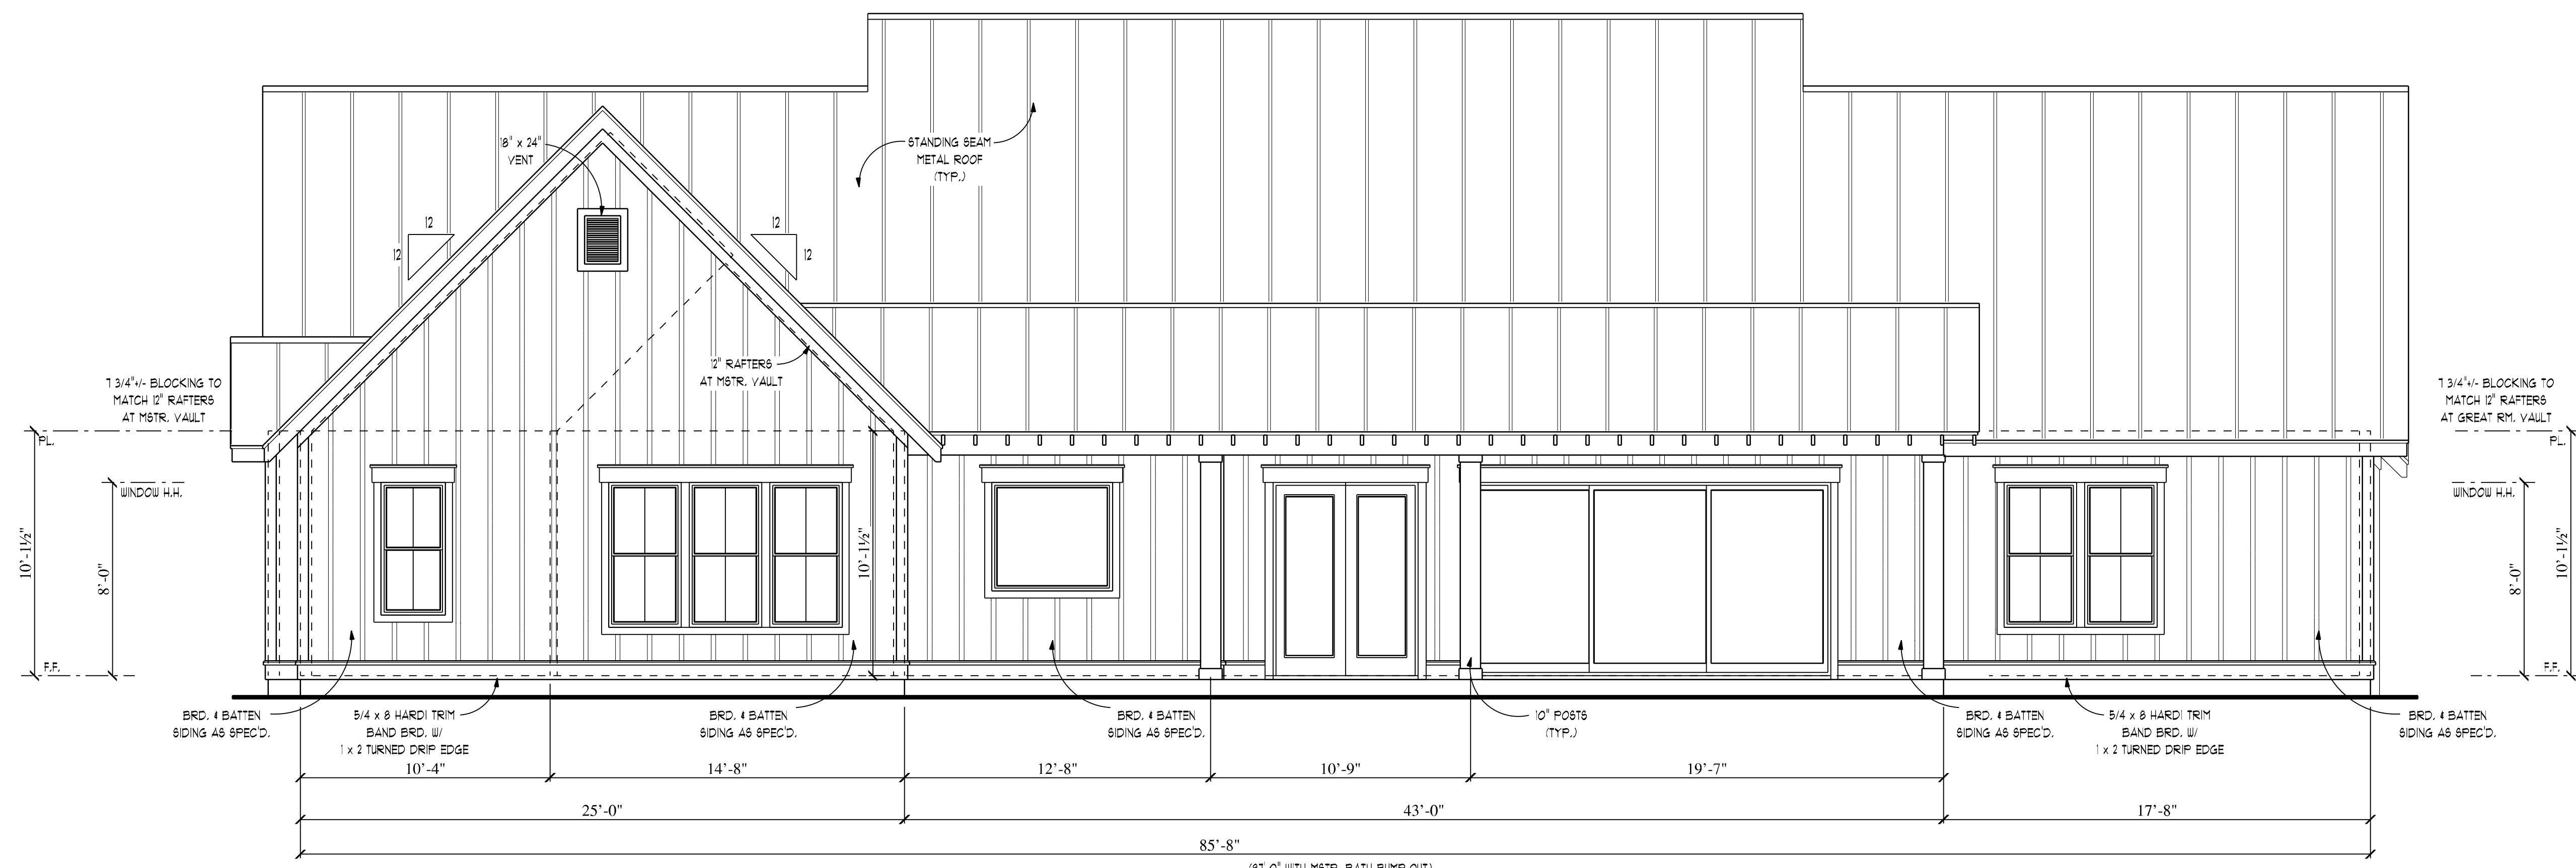 18" x 24"
VENT
STANDING SEAM
METAL ROOF
(TYP.)
12
12
12
12
12" RAFTERS
AT MSTR. VAULT
7 3/4"+/- BLOCKING TO
MATCH 12" RAFTERS
AT MSTR. VAULT
7 3/4"+/- BLOCKING TO
MATCH 12" RAFTERS
AT GREAT RM. VAULT
PL.
PL.
WINDOW H.H.
WINDOW H.H.
10'-1½"
8'-0"
10'-1½"
8'-0"
10'-1½"
F.F.
F.F.
BRD. & BATTEN
SIDING AS SPEC'D.
5/4 x 8 HARDI TRIM
BAND BRD. W/
1 x 2 TURNED DRIP EDGE
BRD. & BATTEN
SIDING AS SPEC'D.
BRD. & BATTEN
SIDING AS SPEC'D.
10" POSTS
(TYP.)
BRD. & BATTEN
SIDING AS SPEC'D.
5/4 x 8 HARDI TRIM
BAND BRD. W/
1 x 2 TURNED DRIP EDGE
BRD. & BATTEN
SIDING AS SPEC'D.
10'-4"
14'-8"
12'-8"
10'-9"
19'-7"
25'-0"
43'-0"
17'-8"
85'-8"
WITH MSTR. BATH BUMP OUT)